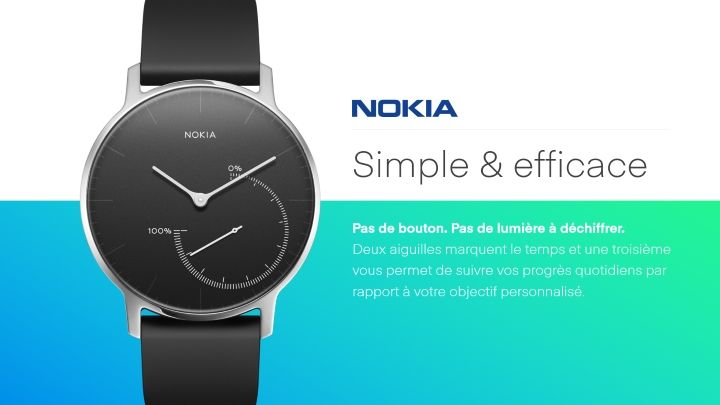 NOKIA
0%
100%
NOKIA
Simple & efficace
Pas de bouton. Pas de lumière à déchiffrer.
Deux aiguilles marquent le temps et une troisième
vous permet de suivre vos progrès quotidiens par
rapport à votre objectif personnalisé.